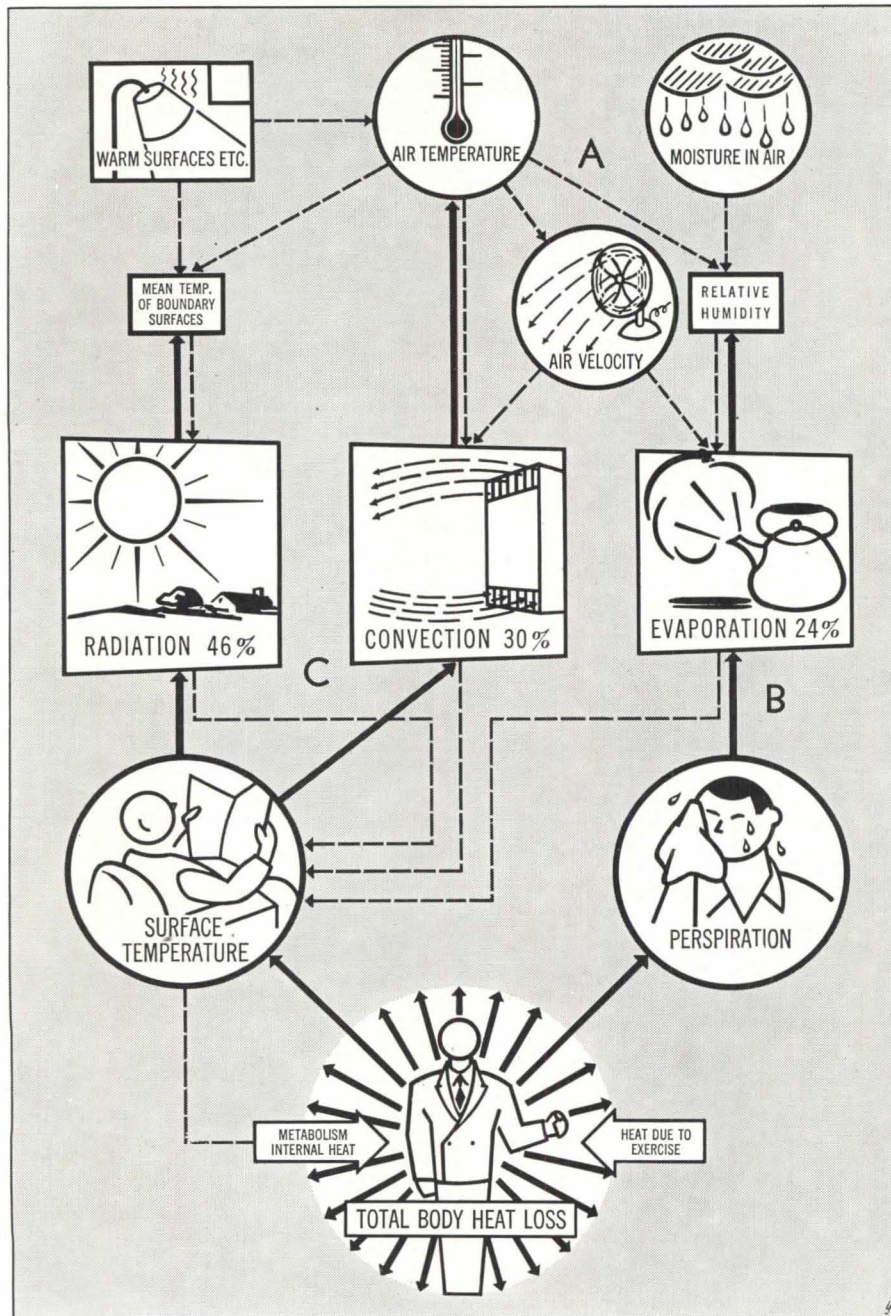 WARM SURFACES ETC.
AIR TEMPERATURE
A
MOISTURE IN AIR
MEAN TEMP.
OF BOUNDARY
SURFACES
AIR VELOCITY
RELATIVE
HUMIDITY
RADIATION 46%
CONVECTION 30%
EVAPORATION 24%
C
B
SURFACE
TEMPERATURE
PERSPIRATION
METABOLISM
INTERNAL HEAT
HEAT DUE TO
EXERCISE
TOTAL BODY HEAT LOSS